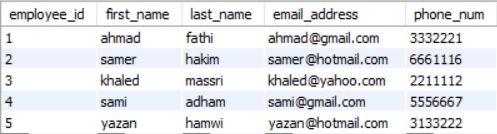 employee_id first_name last_name email_address phone_num
1 ahmad fathi ahmad@gmail.com 3332221
2 samer hakim samer@hotmail.com 6661116
3 khaled massri khaled@yahoo.com 2211112
4 sami adham sami@gmail.com 5556667
5 yazan hamwi yazan@hotmail.com 3133222